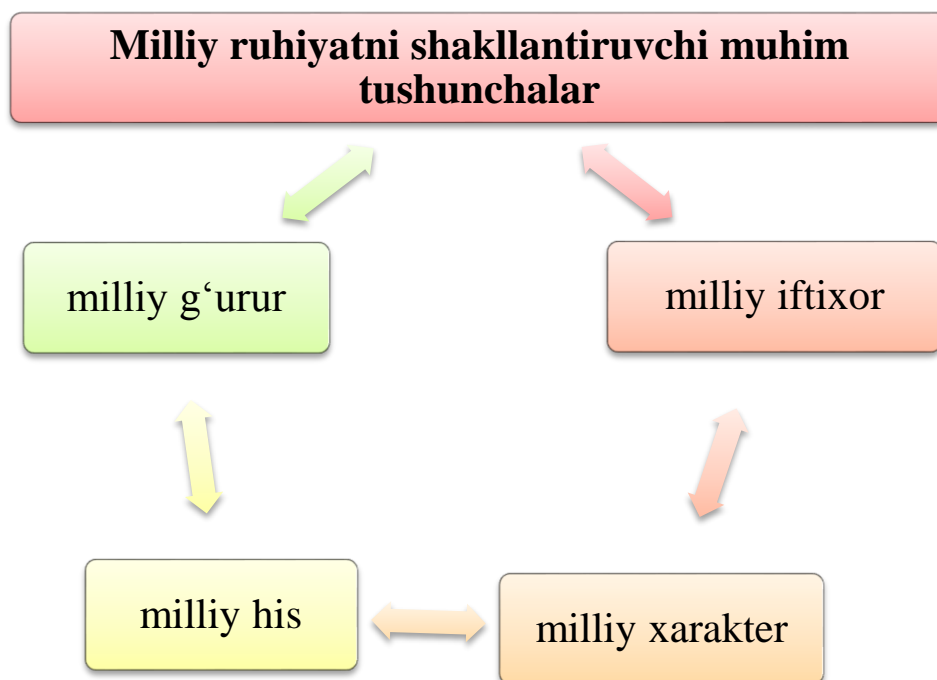 Milliy ruhiyatni shakllantiruvchi muhim
tushunchalar
milliy g‘urur
milliy iftixor
milliy his
milliy xarakter